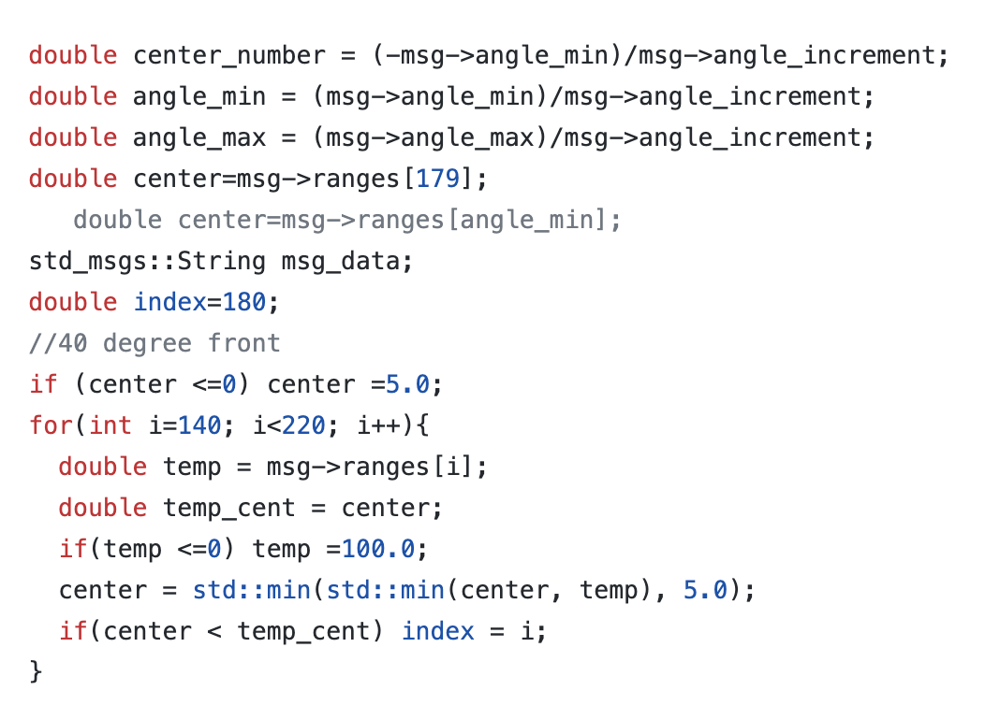 double center_number = (-msg->angle_min)/msg->angle_increment;
double angle_min = (msg->angle_min)/msg->angle_increment;
double angle_max = (msg->angle_max)/msg->angle_increment;
double center=msg->ranges[179];
   double center=msg->ranges[angle_min];
std_msgs::String msg_data;
double index=180;
//40 degree front
if (center <=0) center =5.0;
for(int i=140; i<220; i++){
  double temp = msg->ranges[i];
  double temp_cent = center;
  if(temp <=0) temp =100.0;
  center = std::min(std::min(center, temp), 5.0);
  if(center < temp_cent) index = i;
}